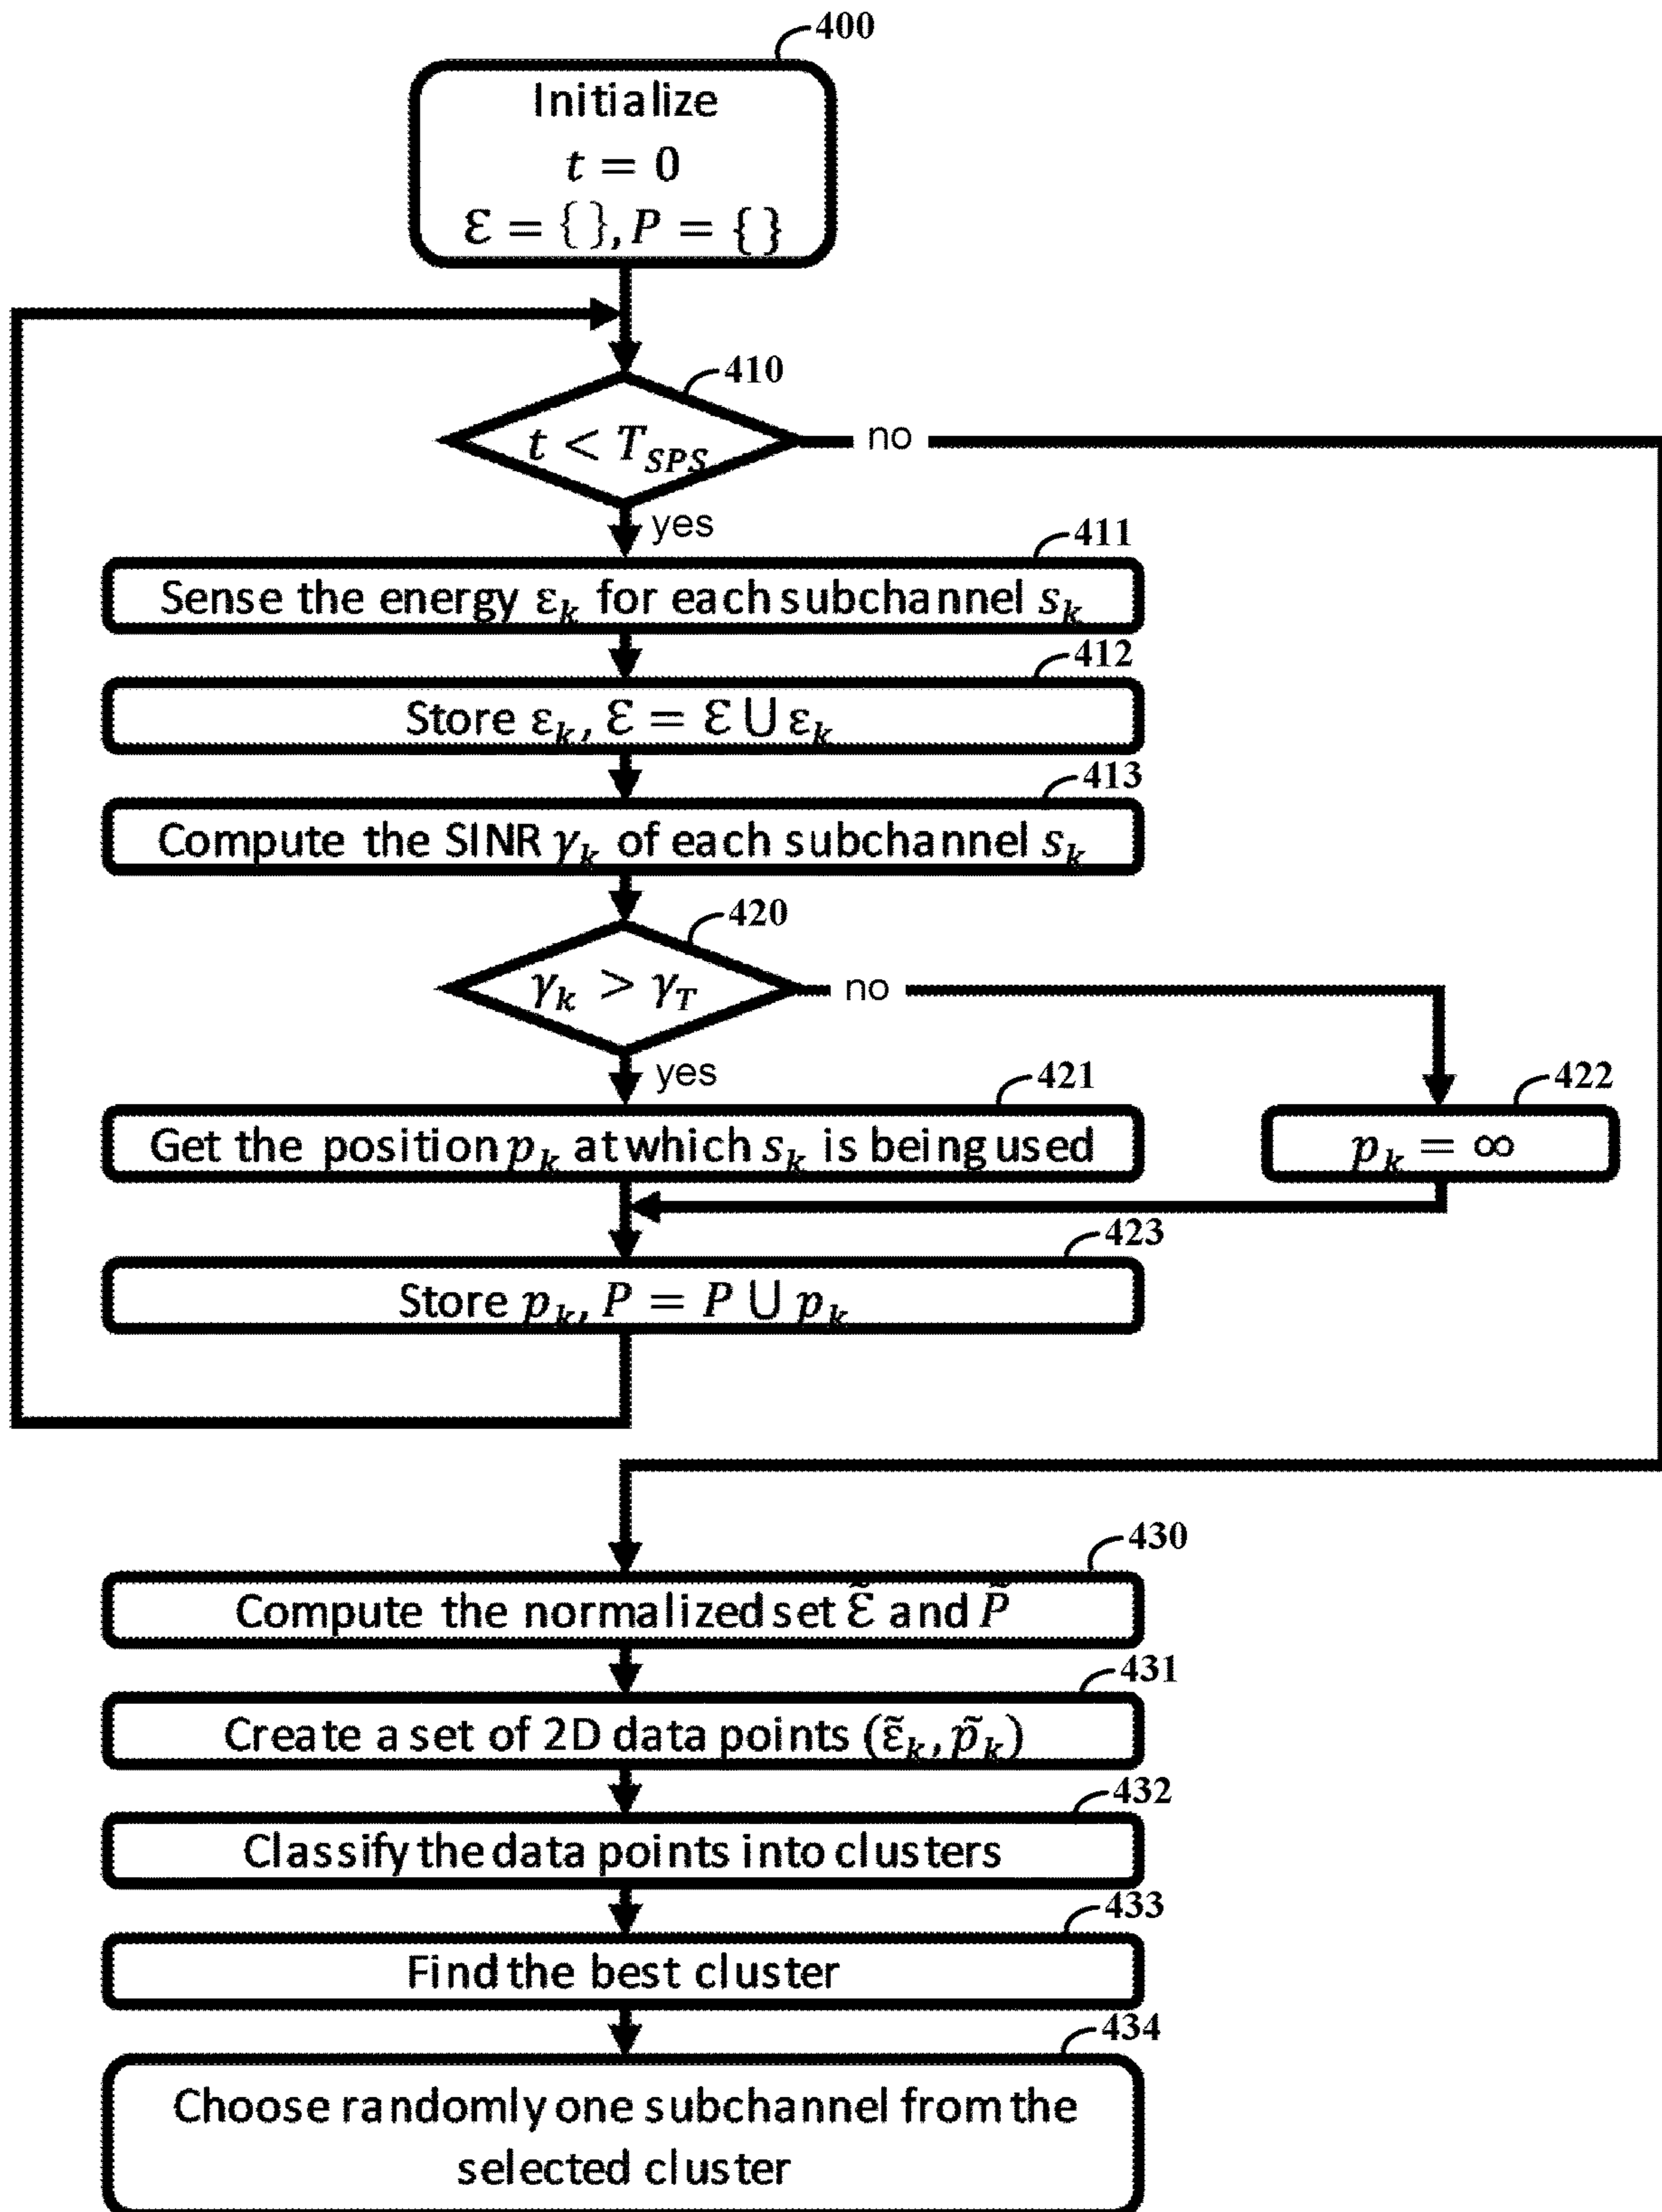 400
Initialize
t = 0
Ɛ = { }, P = { }
410
t < T_SPS
no
yes
411
Sense the energy ε_k for each subchannel s_k
412
Store ε_k, Ɛ = Ɛ ⋃ ε_k
413
Compute the SINR γ_k of each subchannel s_k
420
γ_k > γ_T
no
yes
421
Get the position p_k at which s_k is being used
422
p_k = ∞
423
Store p_k, P = P ⋃ p_k
430
Compute the normalized set Ɛ̃ and P̃
431
Create a set of 2D data points (ε̃_k, p̃_k)
432
Classify the data points into clusters
433
Find the best cluster
434
Choose randomly one subchannel from the
selected cluster